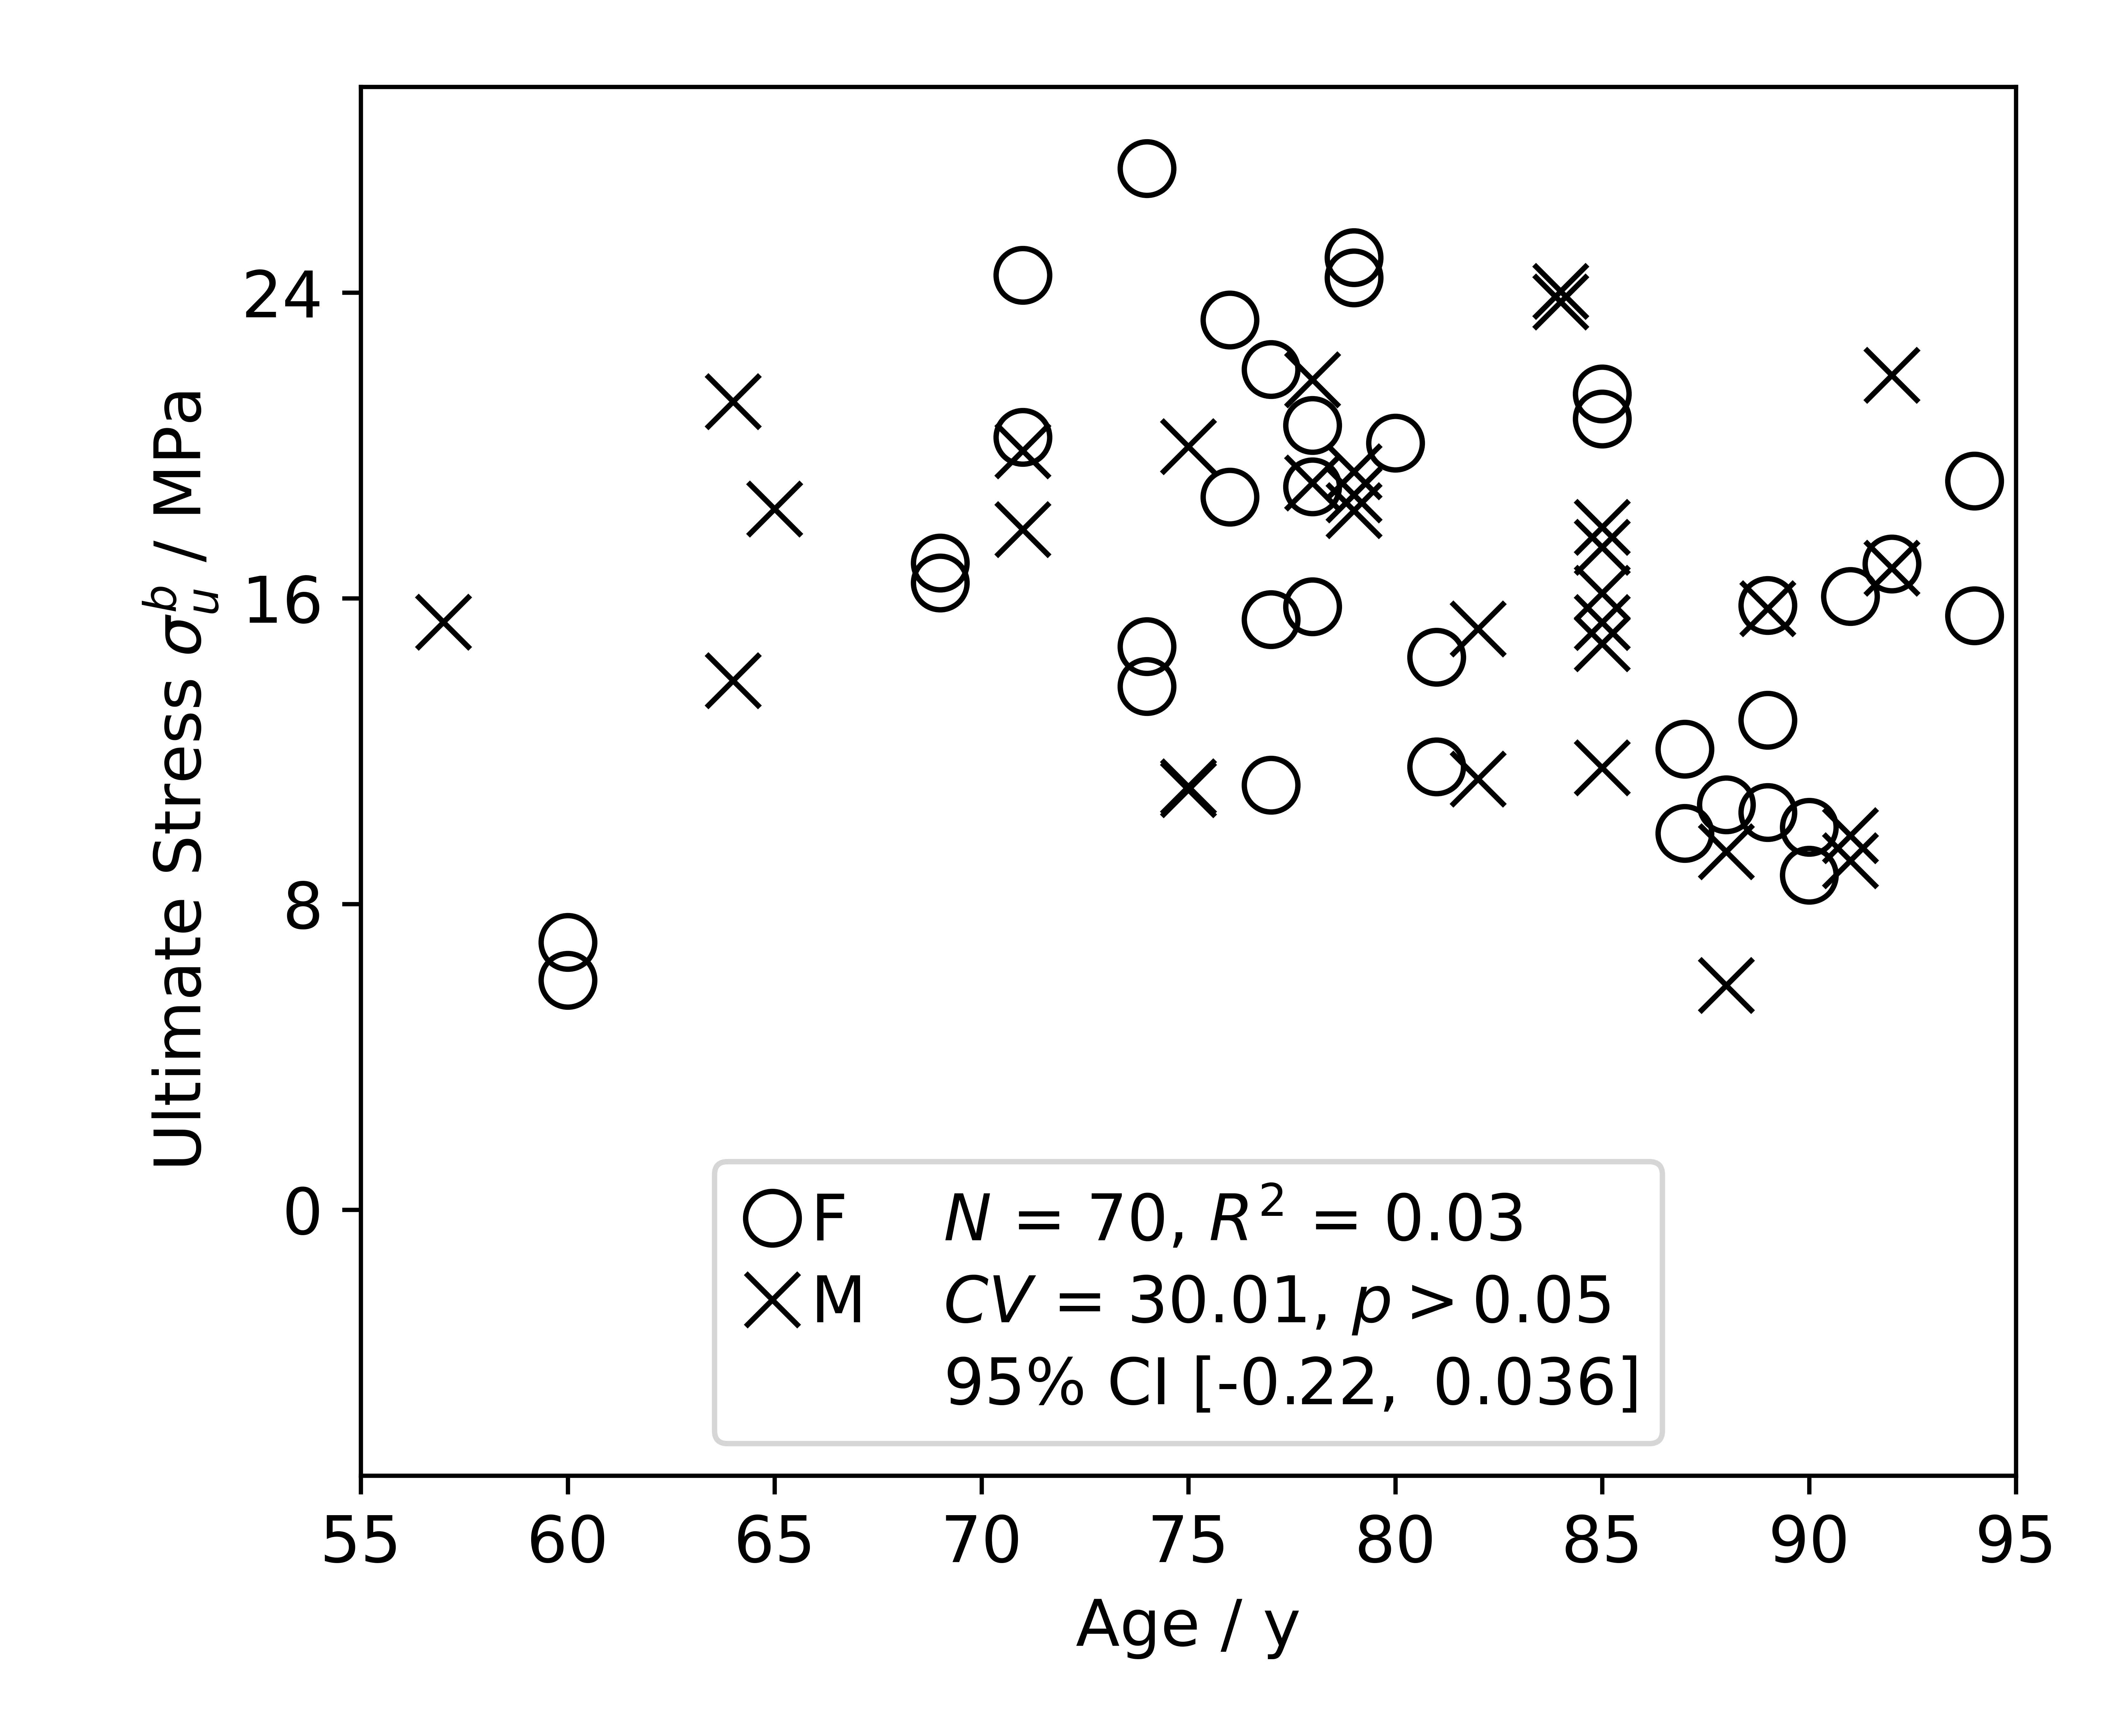 Ultimate Stress σ_u^b / MPa
24
16
8
0
F N = 70, R² = 0.03
M CV = 30.01, p > 0.05
95% CI [-0.22, 0.036]
55 60 65 70 75 80 85 90 95
Age / y